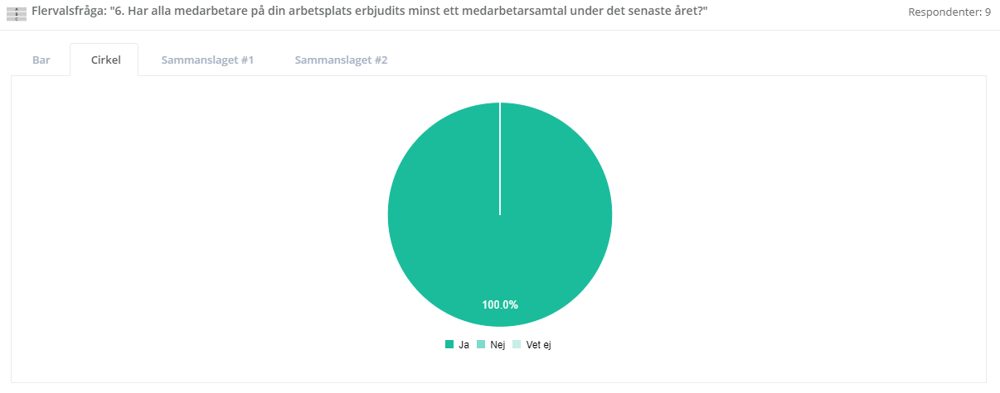 Flervalsfråga: "6. Har alla medarbetare på din arbetsplats erbjudits minst ett medarbetarsamtal under det senaste året?"
Respondenter: 9
Bar
Cirkel
Sammanslaget #1
Sammanslaget #2
100.0%
Ja
Nej
Vet ej